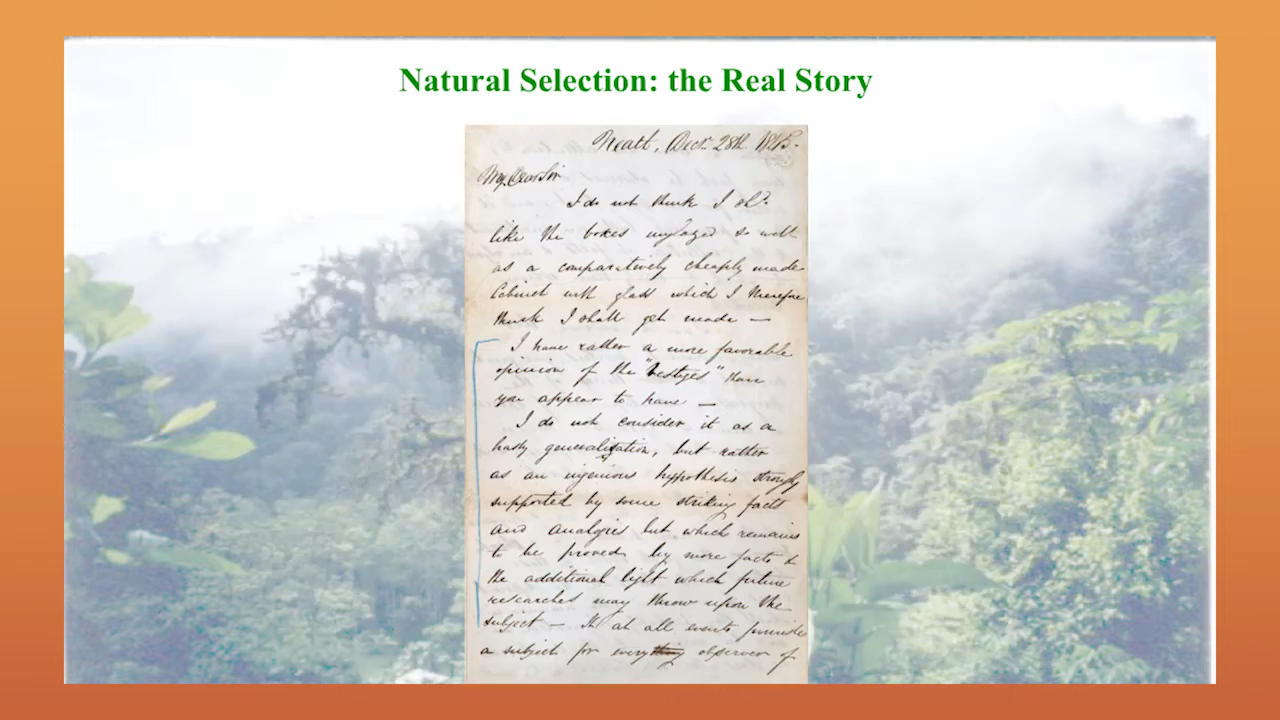 Natural Selection: the Real Story
Neath, Decr. 28th 1845.
My Dear Sir
I do not think I shd.
like the boxes so well
as a comparatively cheaply made
Cabinet with glass which I therefore
think I shall get made —
I have rather a more favorable
opinion of the "Vestiges" than
you appear to have —
I do not consider it as a
hasty generalization, but rather
as an ingenious hypothesis strongly
supported by some striking facts
and analogies but which remains
to be proved by more facts &
the additional light which future
researches may throw upon the
subject — It at all events furnishes
a subject for every observer of